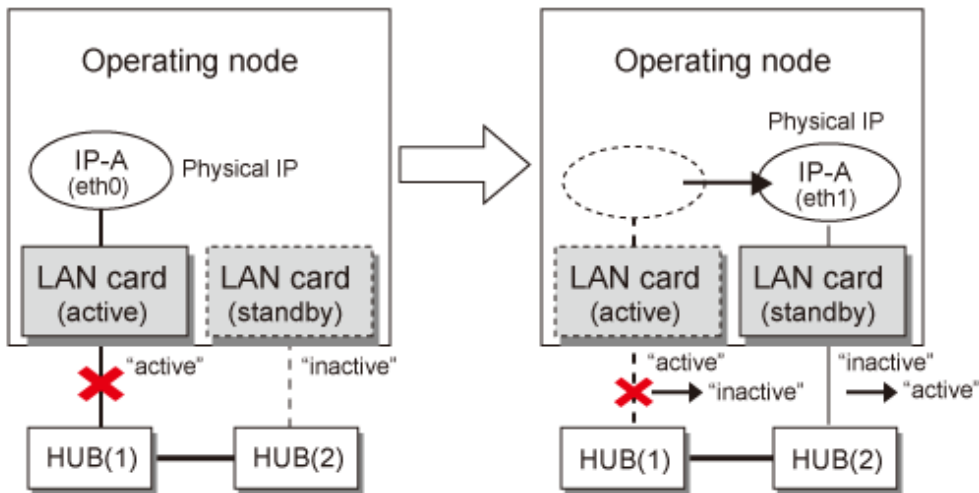 Operating node
IP-A
(eth0)
Physical IP
LAN card
(active)
LAN card
(standby)
“active”
“inactive”
HUB(1)
HUB(2)
Operating node
Physical IP
IP-A
(eth1)
LAN card
(active)
LAN card
(standby)
“active”
“inactive”
“inactive”
“active”
HUB(1)
HUB(2)